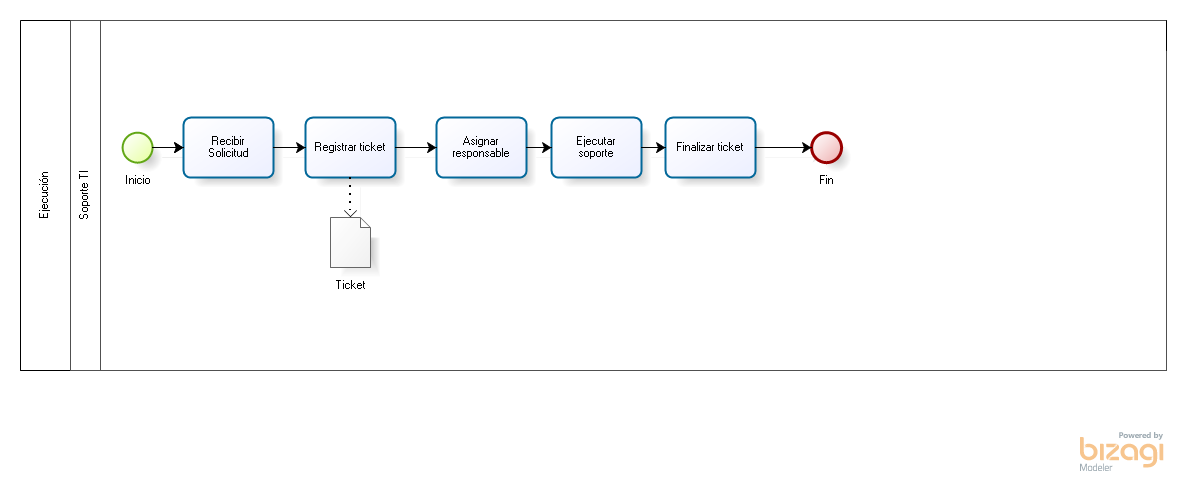 Ejecución
Soporte TI
Inicio
Recibir
Solicitud
Registrar ticket
Asignar
responsable
Ejecutar
soporte
Finalizar ticket
Fin
Ticket
Powered by
bizagi
Modeler